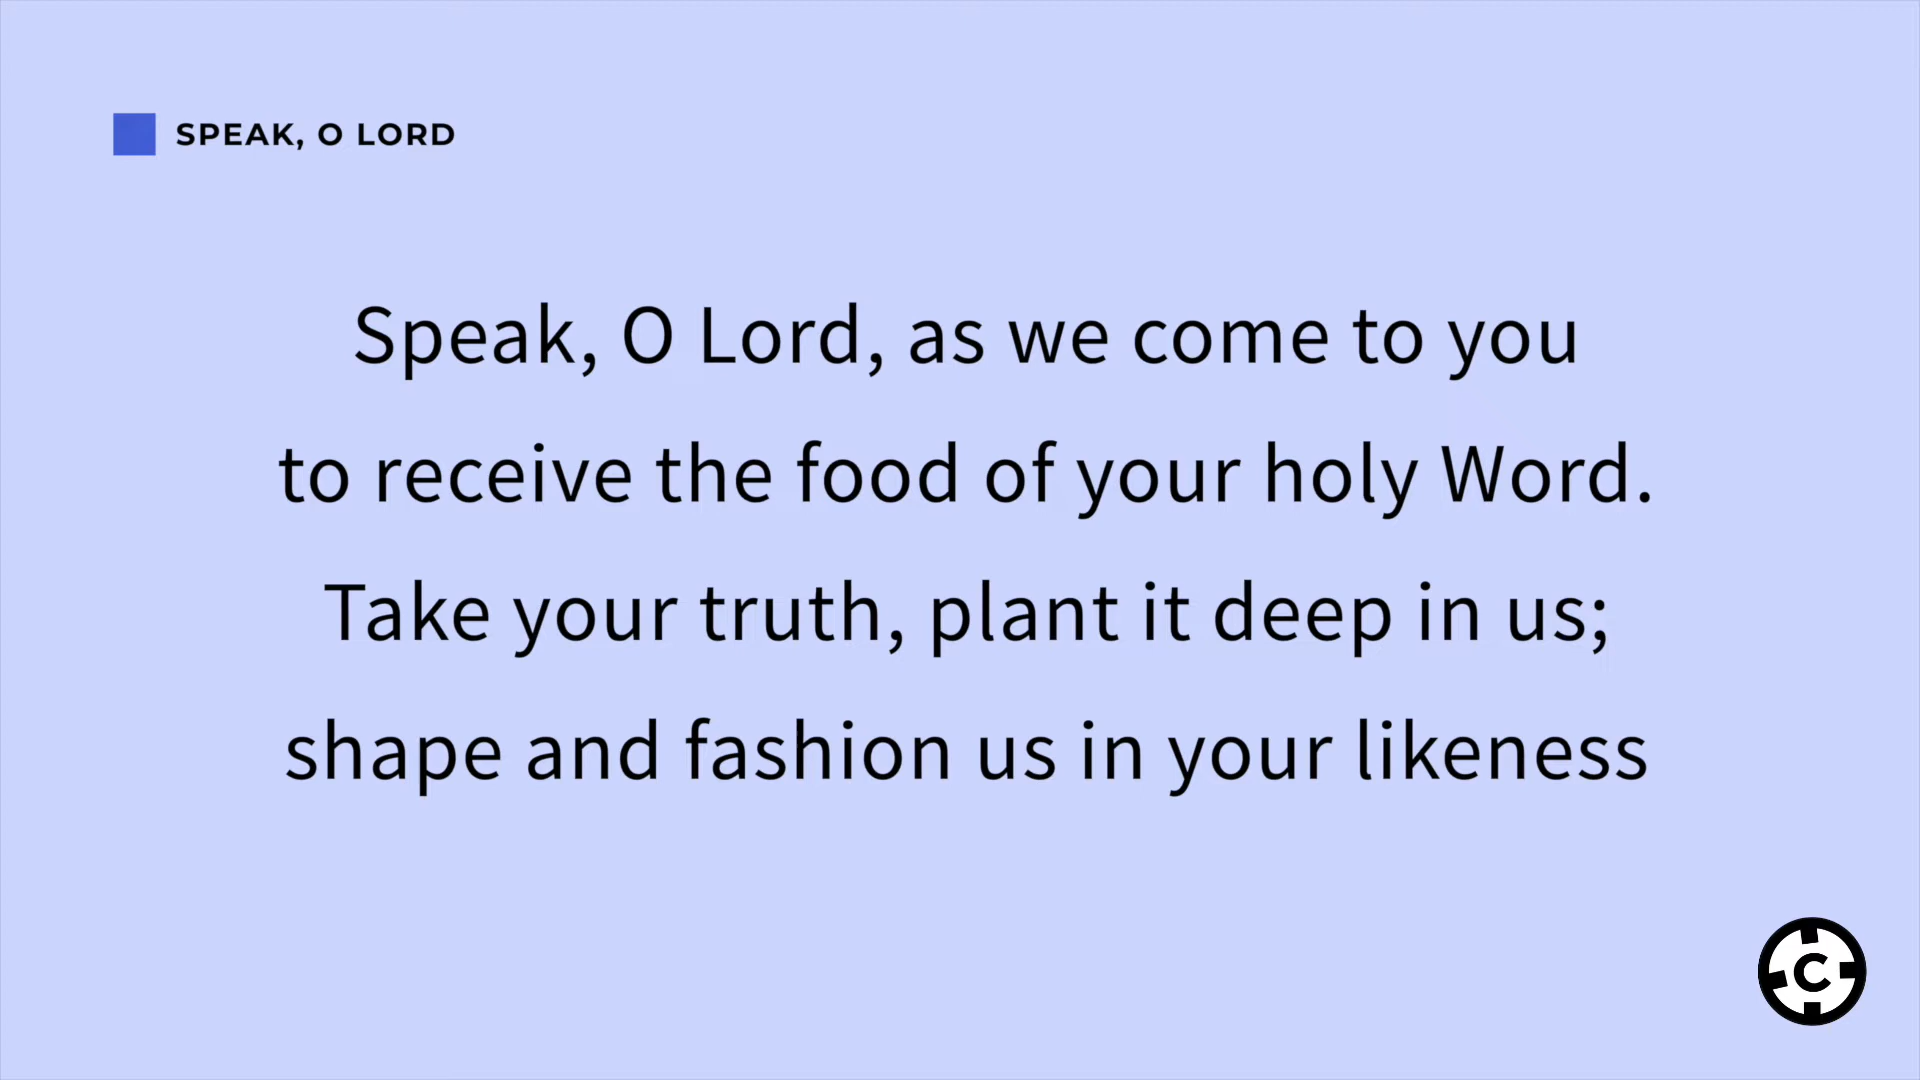 SPEAK, O LORD
Speak, O Lord, as we come to you
to receive the food of your holy Word.
Take your truth, plant it deep in us;
shape and fashion us in your likeness
C